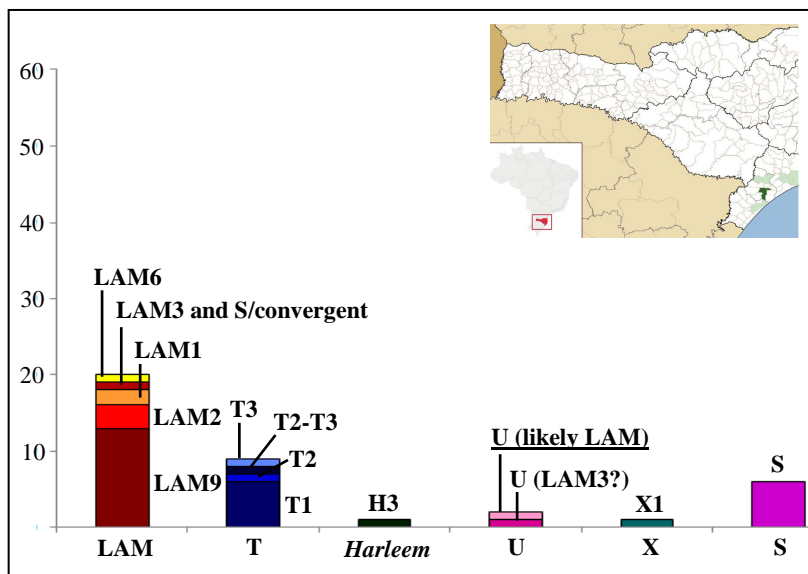 60
50
40
30
20
10
LAM6
LAM3 and S/convergent
LAM1
LAM2
LAM9
T3
T2-T3
T2
T1
H3
U (likely LAM)
U (LAM3?)
X1
S
LAM
T
Harleem
U
X
S